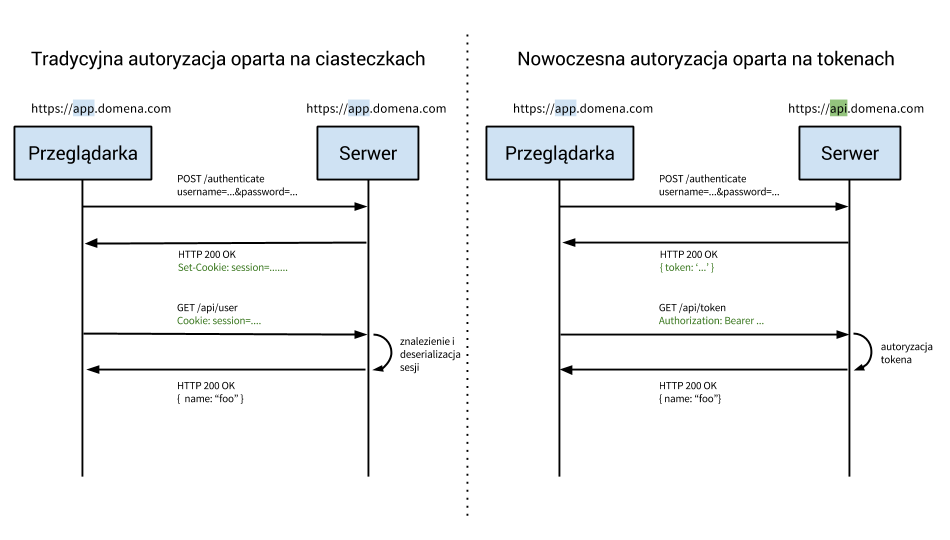 Tradycyjna autoryzacja oparta na ciasteczkach
https://app.domena.com
https://app.domena.com
Przeglądarka
Serwer
POST /authenticate
username=...&password=...
HTTP 200 OK
Set-Cookie: session=.......
GET /api/user
Cookie: session=....
znalezienie i
deserializacja
sesji
HTTP 200 OK
{  name: “foo” }
Nowoczesna autoryzacja oparta na tokenach
https://app.domena.com
https://api.domena.com
Przeglądarka
Serwer
POST /authenticate
username=...&password=...
HTTP 200 OK
{ token: ‘...’ }
GET /api/token
Authorization: Bearer ...
autoryzacja
tokena
HTTP 200 OK
{ name: “foo”}